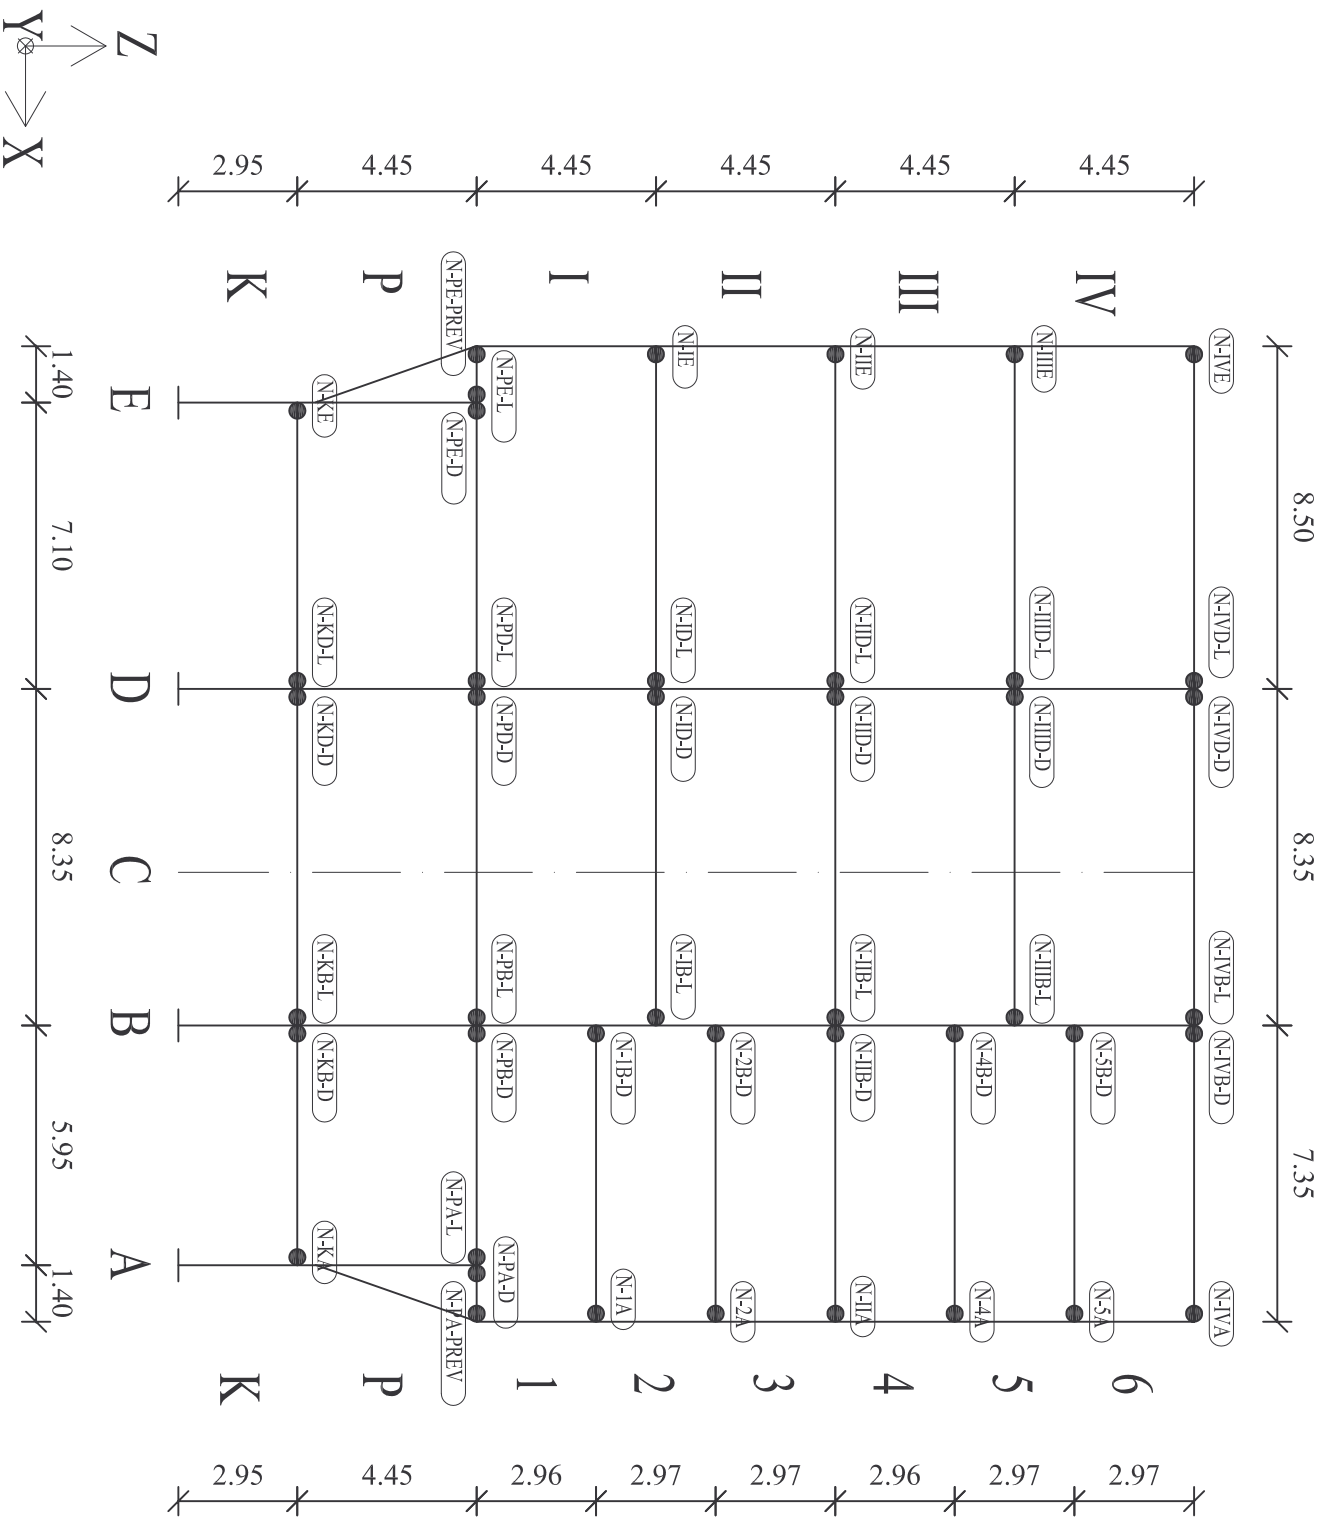 Z
Y
X
2.95
4.45
4.45
4.45
4.45
4.45
K
P
I
II
III
IV
N-PE-PREV
N-PE-L
N-IE
N-IIE
N-IIIE
N-IVE
N-KE
N-PE-D
1.40
E
8.50
7.10
N-KD-L
N-PD-L
N-ID-L
N-IID-L
N-IIID-L
N-IVD-L
D
N-KD-D
N-PD-D
N-ID-D
N-IID-D
N-IIID-D
N-IVD-D
8.35
C
8.35
N-KB-L
N-PB-L
N-IB-L
N-IIB-L
N-IIIB-L
N-IVB-L
B
N-KB-D
N-PB-D
N-1B-D
N-2B-D
N-IIB-D
N-4B-D
N-5B-D
N-IVB-D
5.95
7.35
N-PA-L
N-KA
N-PA-D
A
1.40
N-PA-PREV
N-1A
N-2A
N-IIA
N-4A
N-5A
N-IVA
K
P
1
2
3
4
5
6
2.95
4.45
2.96
2.97
2.97
2.96
2.97
2.97